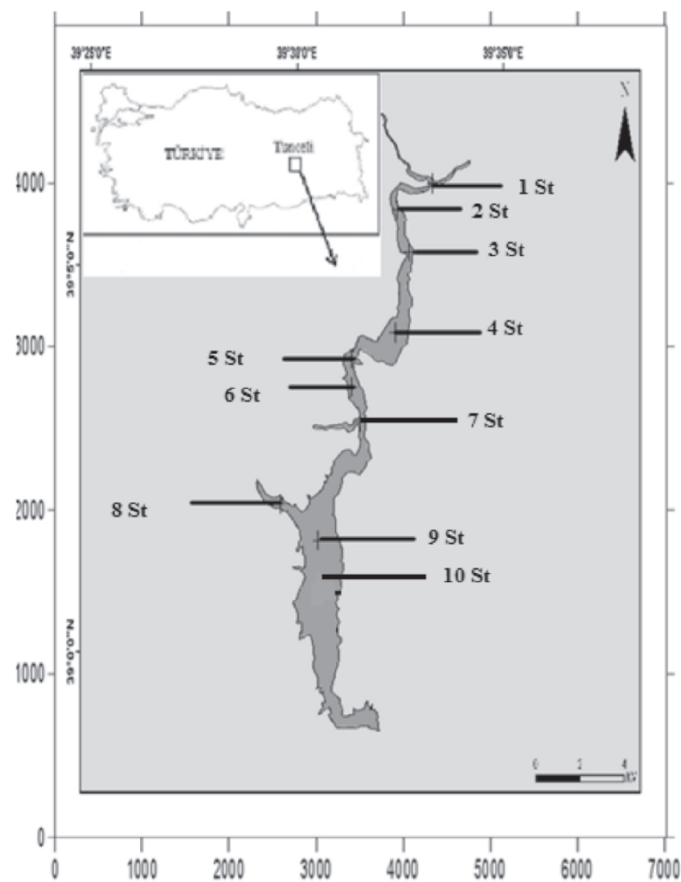 39°25'0"E 39°30'0"E 39°35'0"E
N
TÜRKİYE
Tunceli
1 St
4000
2 St
3 St
39°5'0"N
4 St
3000
5 St
6 St
7 St
2000
8 St
9 St
10 St
39°0'0"N
1000
0 2 4
KM
0
0 1000 2000 3000 4000 5000 6000 7000